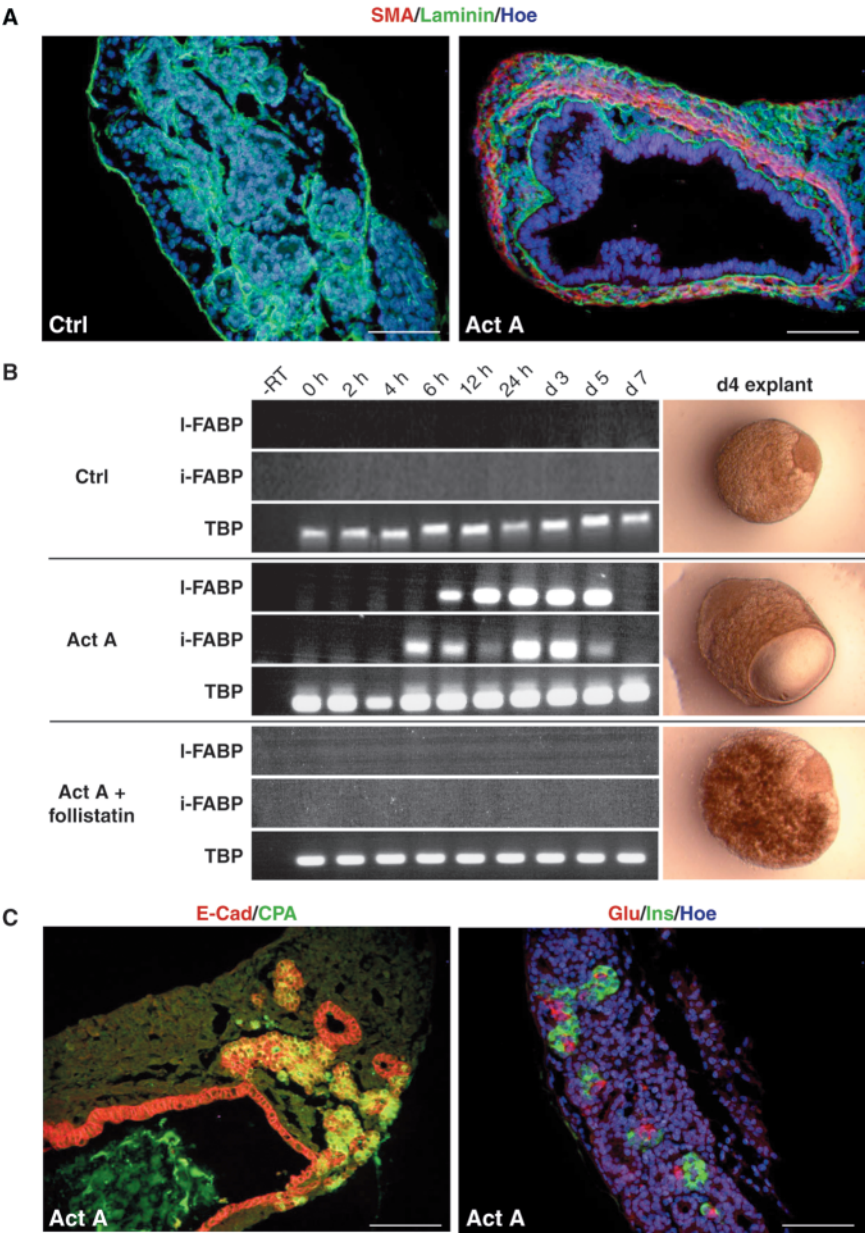 A
SMA/Laminin/Hoe
Ctrl
Act A
B
-RT 0 h 2 h 4 h 6 h 12 h 24 h d 3 d 5 d 7
d4 explant
Ctrl
l-FABP
i-FABP
TBP
Act A
l-FABP
i-FABP
TBP
Act A +
follistatin
l-FABP
i-FABP
TBP
C
E-Cad/CPA
Glu/Ins/Hoe
Act A
Act A